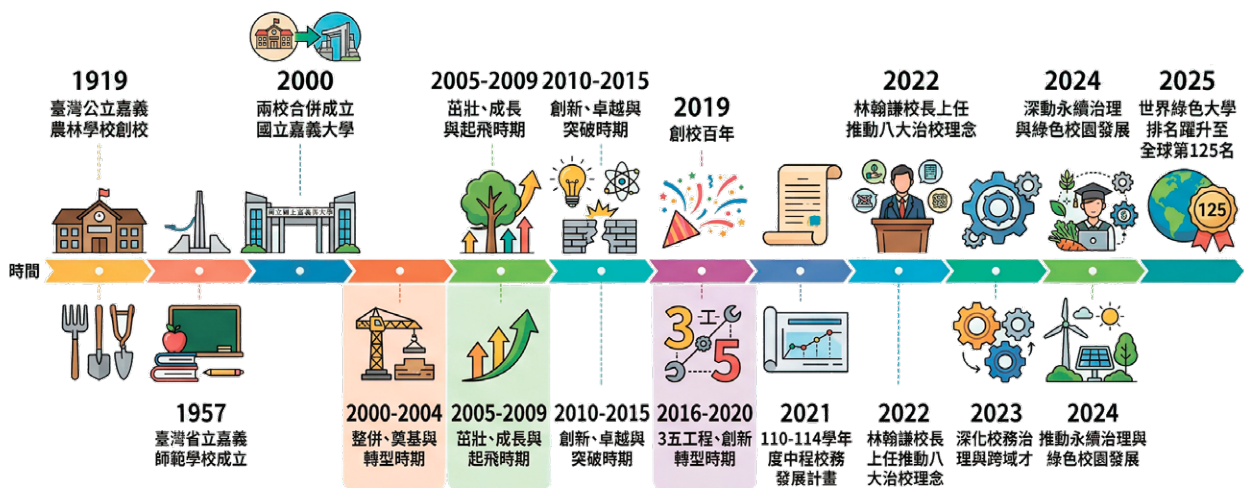 1919
臺灣公立嘉義
農林學校創校
2000
兩校合併成立
國立嘉義大學
2005-2009
茁壯、成長
與起飛時期
2010-2015
創新、卓越與
突破時期
2019
創校百年
2022
林翰謙校長上任
推動八大治校理念
2024
深動永續治理
與綠色校園發展
2025
世界綠色大學
排名躍升至
全球第125名
125
時間
3
工
5
1957
臺灣省立嘉義
師範學校成立
2000-2004
整併、奠基與
轉型時期
2005-2009
茁壯、成長與
起飛時期
2010-2015
創新、卓越與
突破時期
2016-2020
3五工程、創新
轉型時期
2021
110-114學年
度中程校務
發展計畫
2022
林翰謙校長
上任推動八
大治校理念
2023
深化校務治
理與跨域才
2024
推動永續治理與
綠色校園發展